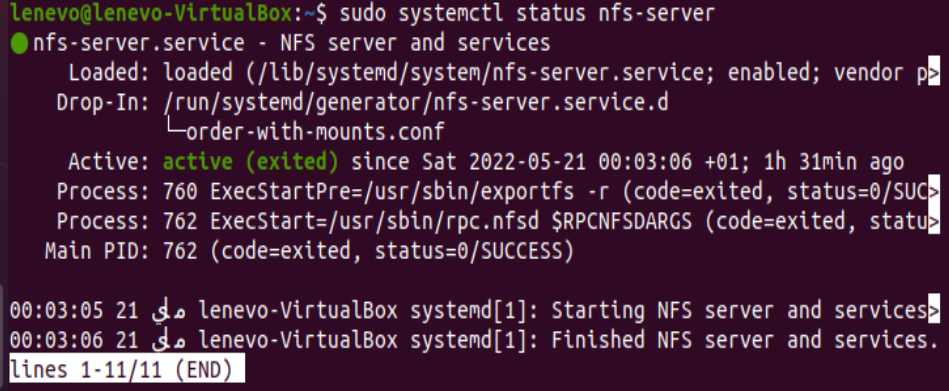 lenevo@lenevo-VirtualBox:~$ sudo systemctl status nfs-server
● nfs-server.service - NFS server and services
     Loaded: loaded (/lib/systemd/system/nfs-server.service; enabled; vendor p>
    Drop-In: /run/systemd/generator/nfs-server.service.d
             └─order-with-mounts.conf
     Active: active (exited) since Sat 2022-05-21 00:03:06 +01; 1h 31min ago
    Process: 760 ExecStartPre=/usr/sbin/exportfs -r (code=exited, status=0/SUC>
    Process: 762 ExecStart=/usr/sbin/rpc.nfsd $RPCNFSDARGS (code=exited, statu>
   Main PID: 762 (code=exited, status=0/SUCCESS)

00:03:05 21 ماي lenevo-VirtualBox systemd[1]: Starting NFS server and services>
00:03:06 21 ماي lenevo-VirtualBox systemd[1]: Finished NFS server and services.
lines 1-11/11 (END)